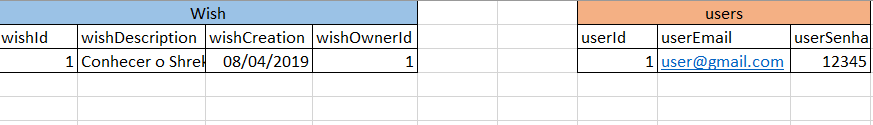 Wish users
wishId wishDescription wishCreation wishOwnerId userId userEmail userSenha
1 Conhecer o Shrek 08/04/2019 1 1 user@gmail.com 12345